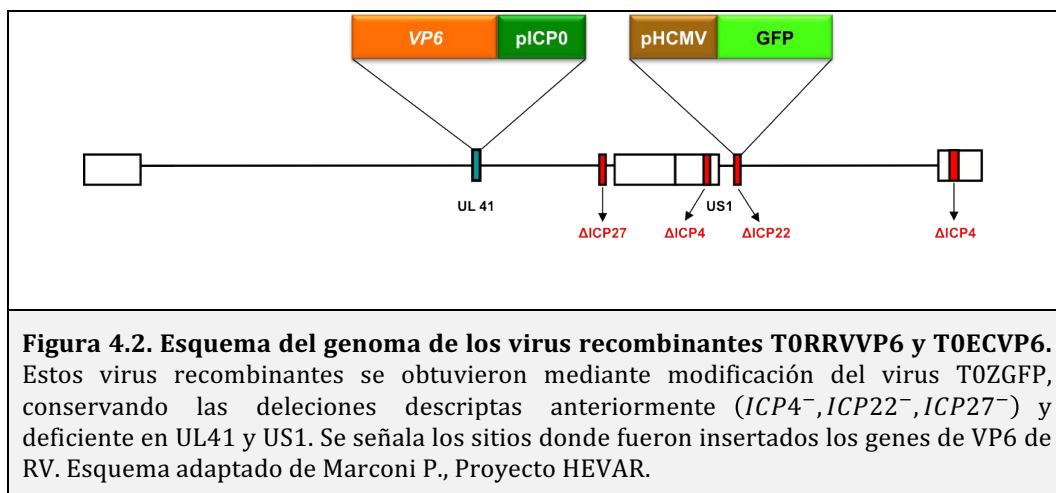 VP6 pICP0 pHCMV GFP
UL 41 US1
ΔICP27 ΔICP4 ΔICP22 ΔICP4
Figura 4.2. Esquema del genoma de los virus recombinantes T0RRVVP6 y T0ECVP6.
Estos virus recombinantes se obtuvieron mediante modificación del virus T0ZGFP,
conservando las deleciones descriptas anteriormente (ICP4⁻, ICP22⁻, ICP27⁻) y
deficiente en UL41 y US1. Se señala los sitios donde fueron insertados los genes de VP6 de
RV. Esquema adaptado de Marconi P., Proyecto HEVAR.